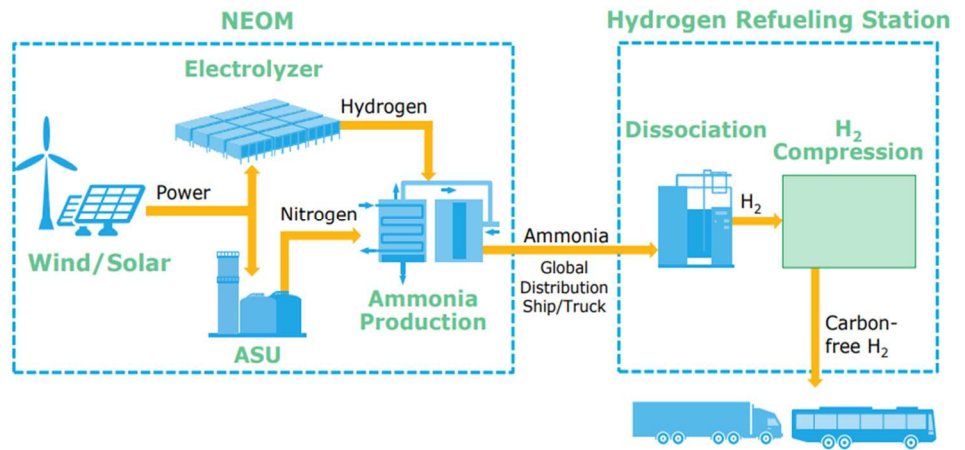 NEOM
Hydrogen Refueling Station
Electrolyzer
Hydrogen
Dissociation
H₂
Compression
Power
Nitrogen
H₂
Wind/Solar
Ammonia
Global
Distribution
Ship/Truck
Ammonia
Production
ASU
Carbon-
free H₂